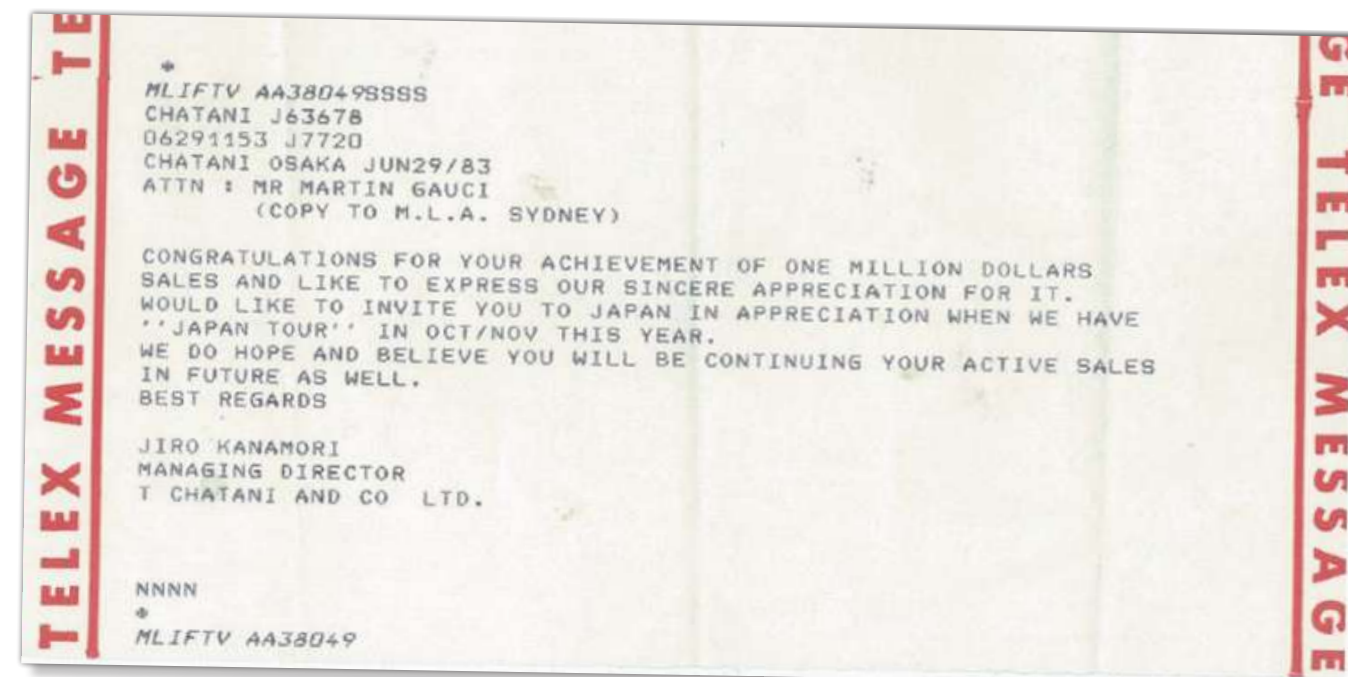 TELEX MESSAGE TE
*
MLIFTV AA38049SSSS
CHATANI J63678
06291153 J7720
CHATANI OSAKA JUN29/83
ATTN : MR MARTIN GAUCI
(COPY TO M.L.A. SYDNEY)
CONGRATULATIONS FOR YOUR ACHIEVEMENT OF ONE MILLION DOLLARS
SALES AND LIKE TO EXPRESS OUR SINCERE APPRECIATION FOR IT.
WOULD LIKE TO INVITE YOU TO JAPAN IN APPRECIATION WHEN WE HAVE
''JAPAN TOUR'' IN OCT/NOV THIS YEAR.
WE DO HOPE AND BELIEVE YOU WILL BE CONTINUING YOUR ACTIVE SALES
IN FUTURE AS WELL.
BEST REGARDS
JIRO KANAMORI
MANAGING DIRECTOR
T CHATANI AND CO LTD.
NNNN
*
MLIFTV AA38049
GE TELEX MESSAGE